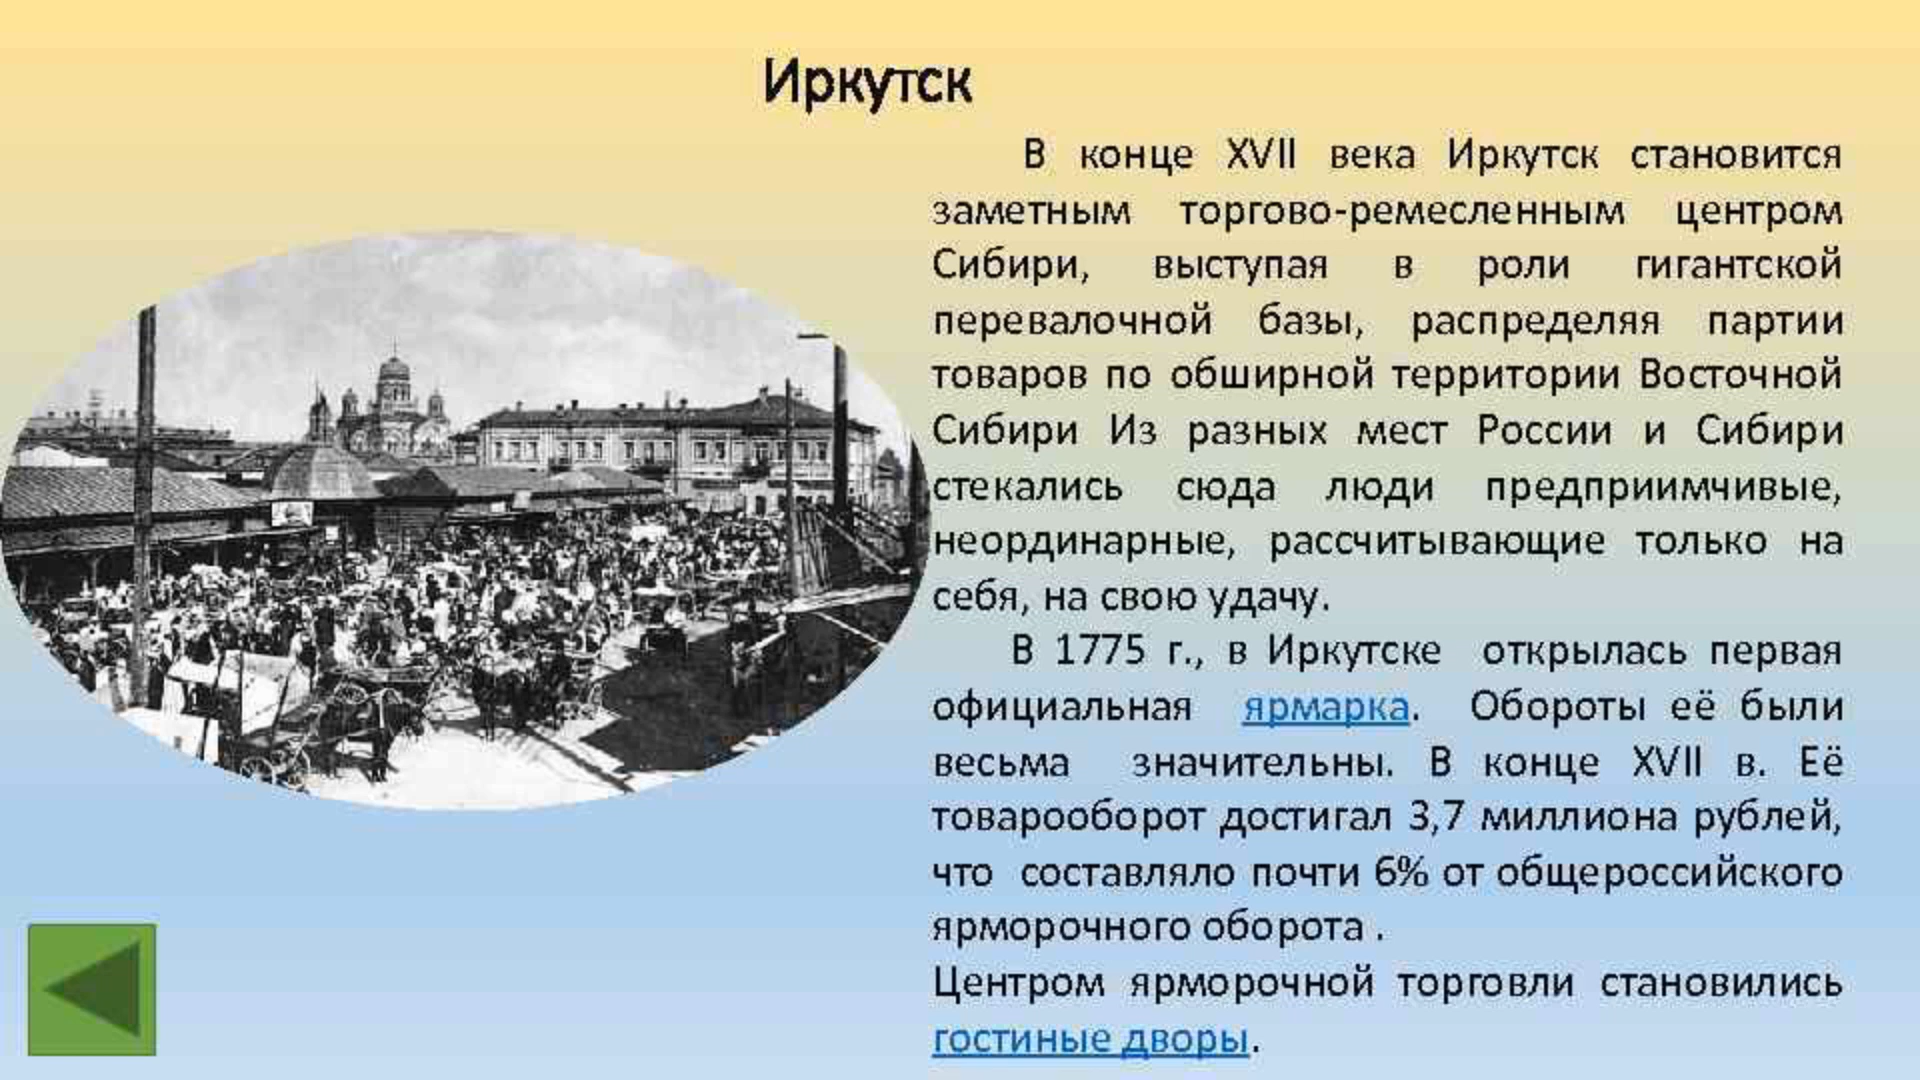 Иркутск
В конце XVII века Иркутск становится
заметным торгово-ремесленным центром
Сибири, выступая в роли гигантской
перевалочной базы, распределяя партии
товаров по обширной территории Восточной
Сибири Из разных мест России и Сибири
стекались сюда люди предприимчивые,
неординарные, рассчитывающие только на
себя, на свою удачу.
В 1775 г., в Иркутске открылась первая
официальная ярмарка. Обороты её были
весьма значительны. В конце XVII в. Её
товарооборот достигал 3,7 миллиона рублей,
что составляло почти 6% от общероссийского
ярморочного оборота .
Центром ярморочной торговли становились
гостиные дворы.